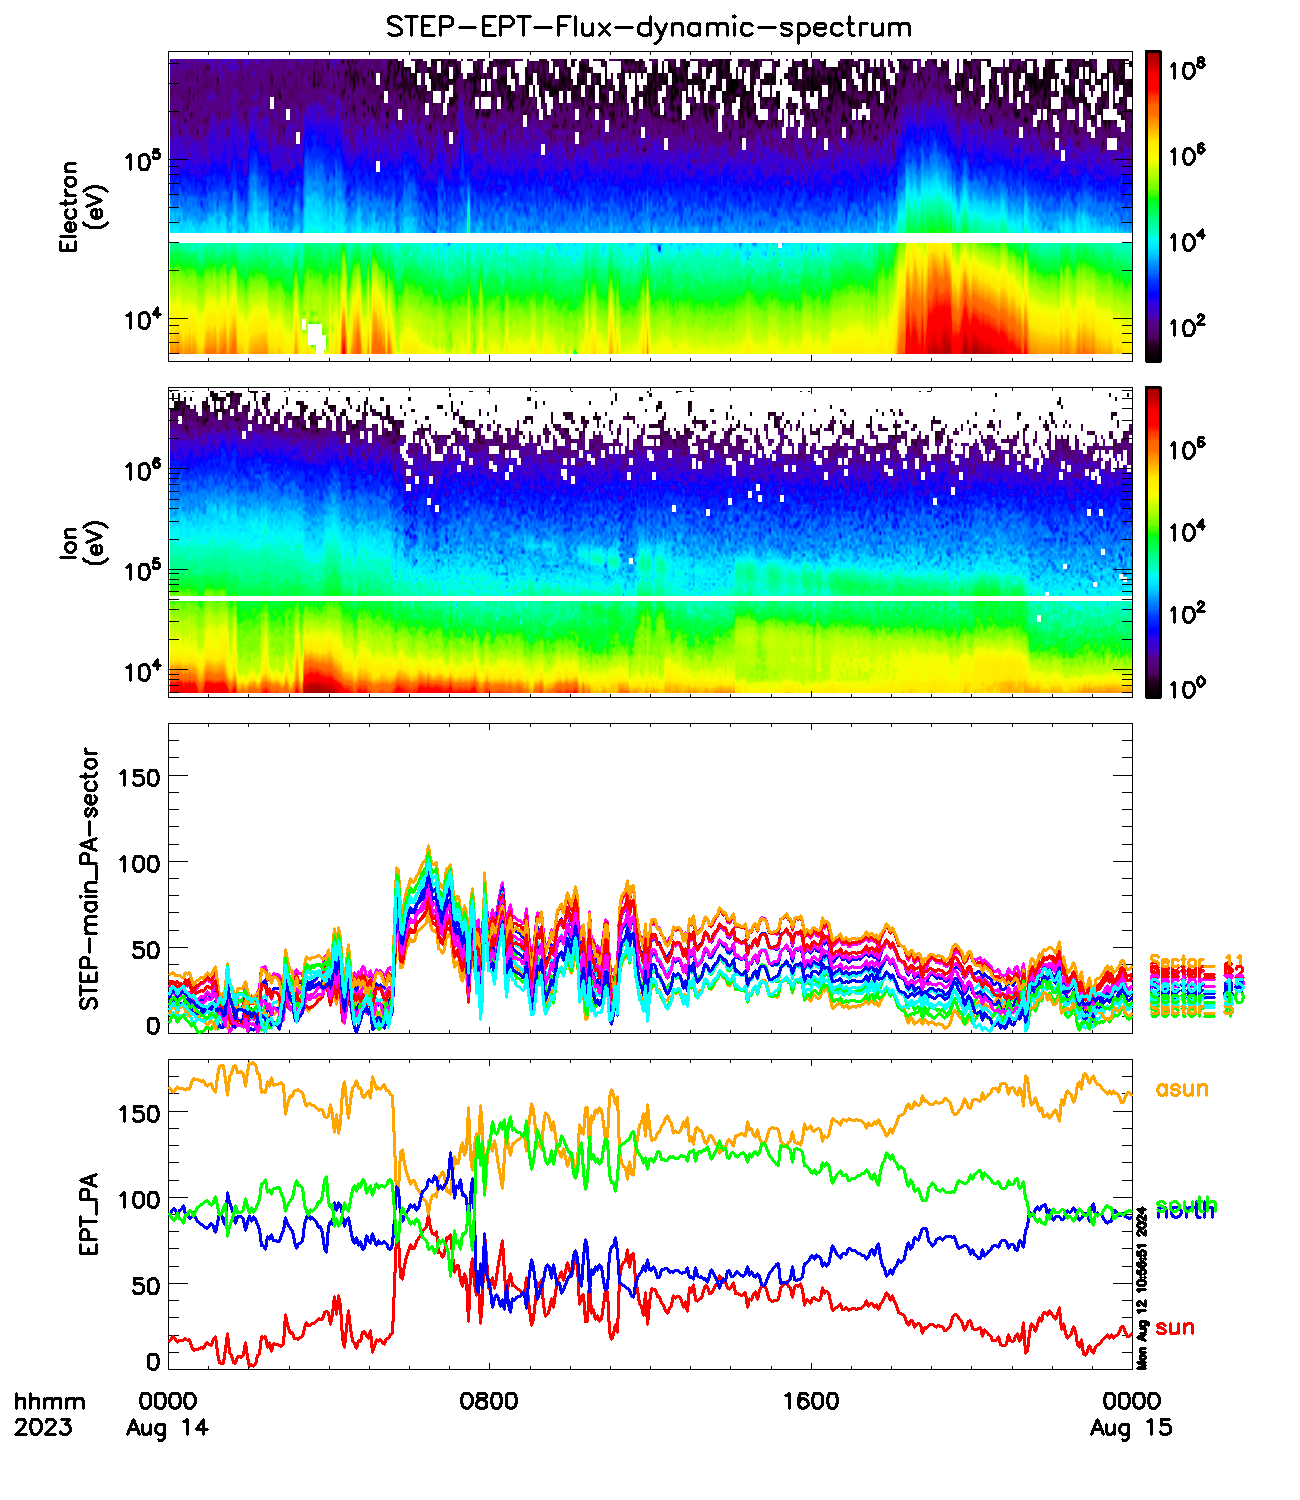 STEP-EPT-Flux-dynamic-spectrum
Electron
(eV)
10^5
10^4
10^8
10^6
10^4
10^2
Ion
(eV)
10^6
10^5
10^4
10^6
10^4
10^2
10^0
STEP-main_PA-sector
150
100
50
0
Sector_ 11
EPT_PA
150
100
50
0
asun
south
north
sun
Mon Aug 12 10:56:51 2024
hhmm
2023
0000
Aug 14
0800
1600
0000
Aug 15